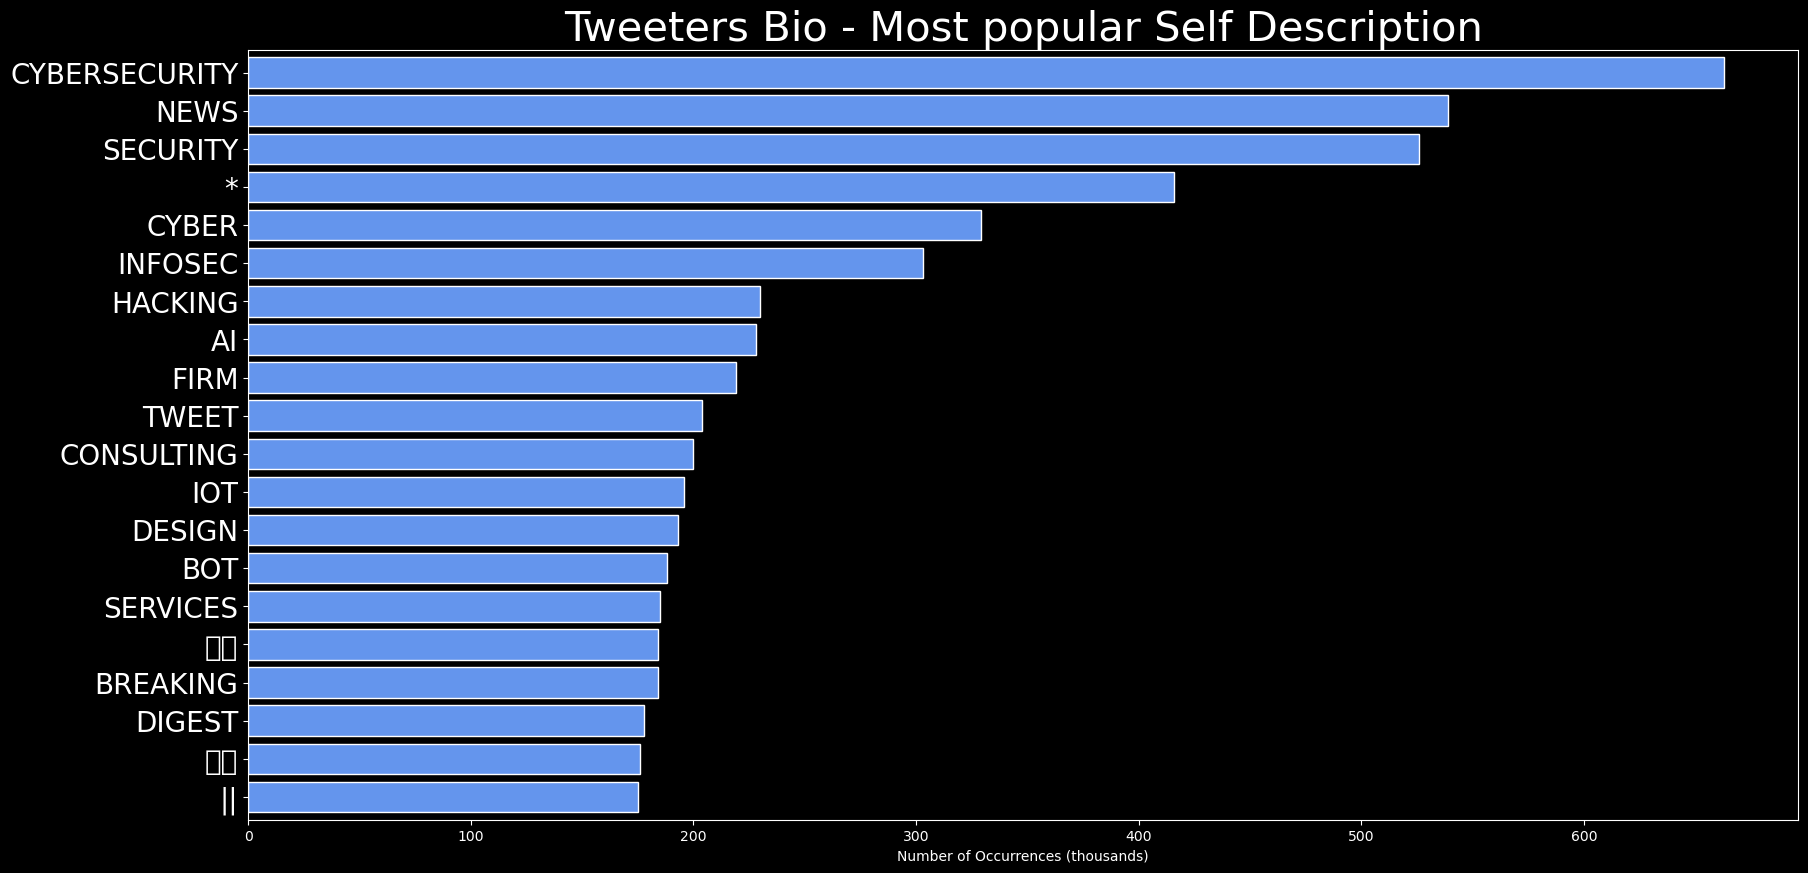 Tweeters Bio - Most popular Self Description
CYBERSECURITY
NEWS
SECURITY
*
CYBER
INFOSEC
HACKING
AI
FIRM
TWEET
CONSULTING
IOT
DESIGN
BOT
SERVICES
BREAKING
DIGEST
||
0 100 200 300 400 500 600
Number of Occurrences (thousands)